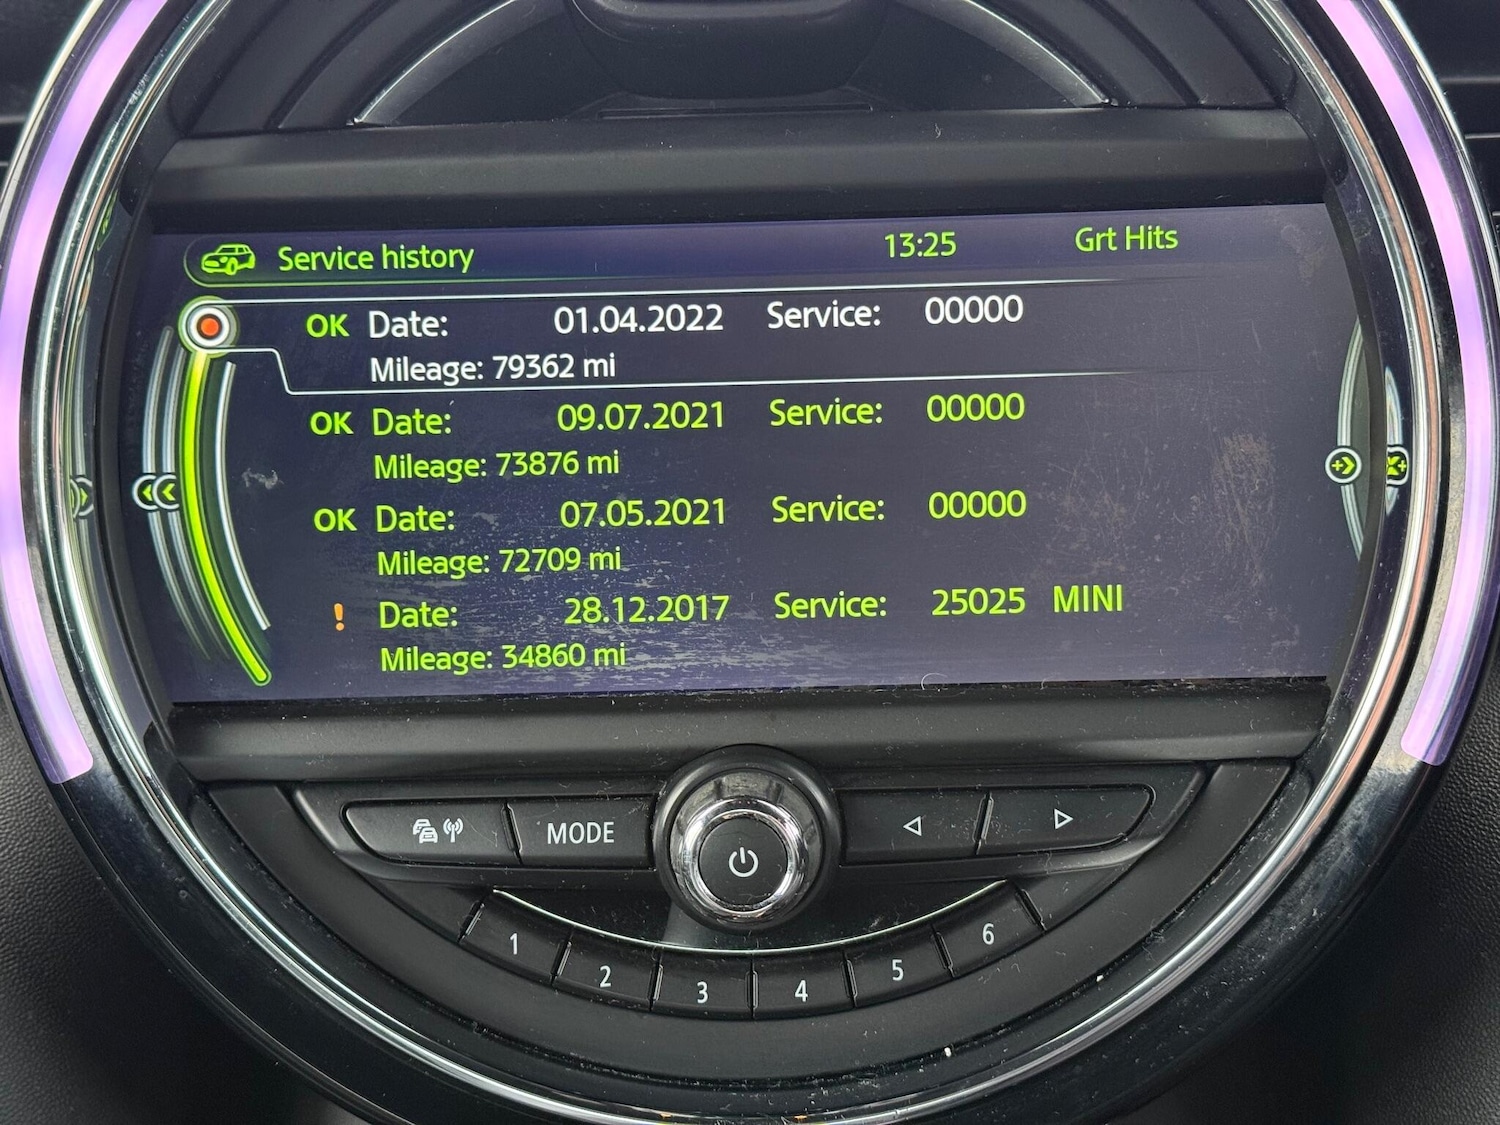 Service history 13:25 Grt Hits
OK Date: 01.04.2022 Service: 00000
Mileage: 79362 mi
OK Date: 09.07.2021 Service: 00000
Mileage: 73876 mi
OK Date: 07.05.2021 Service: 00000
Mileage: 72709 mi
! Date: 28.12.2017 Service: 25025 MINI
Mileage: 34860 mi
MODE
1 2 3 4 5 6